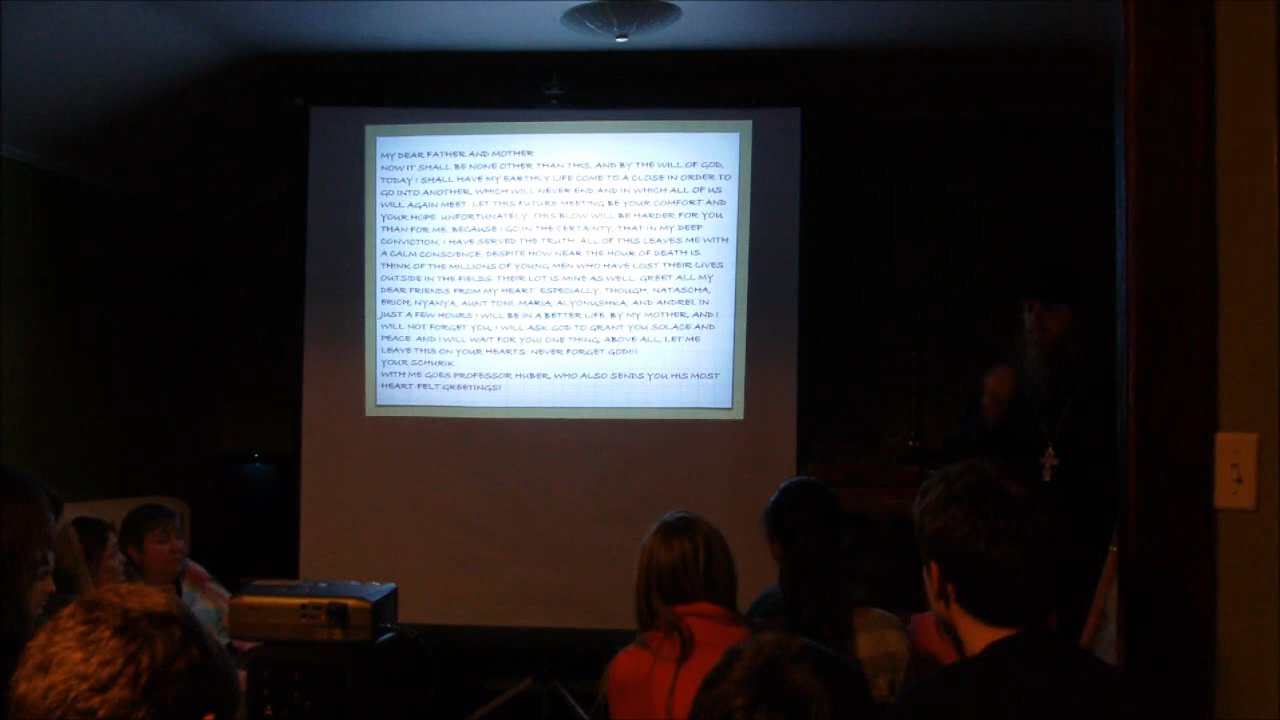 MY DEAR FATHER AND MOTHER
NOW IT SHALL BE NONE OTHER THAN THIS, AND BY THE WILL OF GOD,
TODAY I SHALL HAVE MY EARTHLY LIFE COME TO A CLOSE IN ORDER TO
GO INTO ANOTHER, WHICH WILL NEVER END AND IN WHICH ALL OF US
WILL AGAIN MEET. LET THIS FUTURE MEETING BE YOUR COMFORT AND
YOUR HOPE. UNFORTUNATELY, THIS BLOW WILL BE HARDER FOR YOU
THAN FOR ME, BECAUSE I GO IN THE CERTAINTY, THAT IN MY DEEP
CONVICTION, I HAVE SERVED THE TRUTH. ALL OF THIS LEAVES ME WITH
A CALM CONSCIENCE, DESPITE HOW NEAR THE HOUR OF DEATH IS.
THINK OF THE MILLIONS OF YOUNG MEN WHO HAVE LOST THEIR LIVES
OUTSIDE IN THE FIELDS. THEIR LOT IS MINE AS WELL. GREET ALL MY
DEAR FRIENDS FROM MY HEART. ESPECIALLY, THOUGH, NATASCHA,
ERICH, NYANYA, AUNT TONI, MARIA, ALYONUSHKA, AND ANDREI. IN
JUST A FEW HOURS I WILL BE IN A BETTER LIFE. BY MY MOTHER, AND I
WILL NOT FORGET YOU, I WILL ASK GOD TO GRANT YOU SOLACE AND
PEACE. AND I WILL WAIT FOR YOU! ONE THING, ABOVE ALL, LET ME
LEAVE THIS ON YOUR HEARTS: NEVER FORGET GOD!!!
YOUR SCHURIK.
WITH ME GOES PROFESSOR HUBER, WHO ALSO SENDS YOU HIS MOST
HEART-FELT GREETINGS!